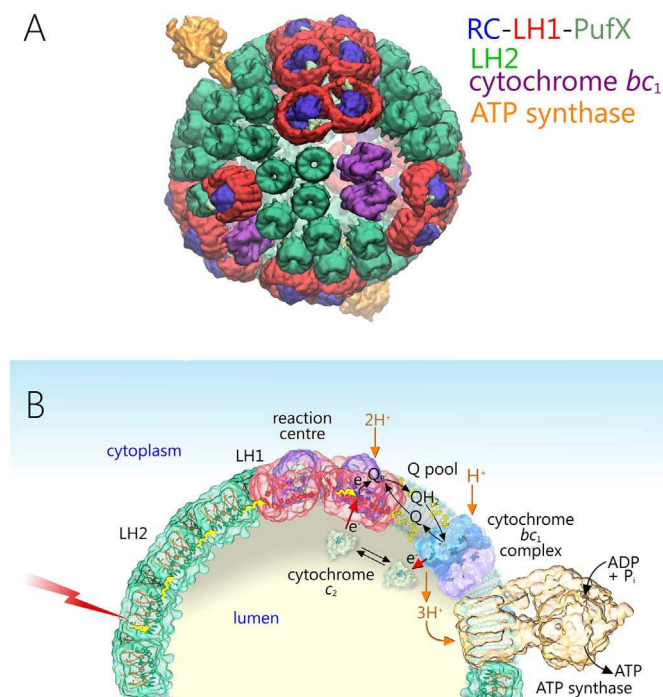 A
RC-LH1-PufX
LH2
cytochrome bc₁
ATP synthase
B
cytoplasm
LH2
LH1
reaction
centre
2H⁺
Q_B
Q pool
QH₂
Q
e⁻
e⁻
e⁻
H⁺
cytochrome
bc₁
complex
cytochrome
c₂
lumen
3H⁺
ADP
+ Pᵢ
ATP
ATP synthase